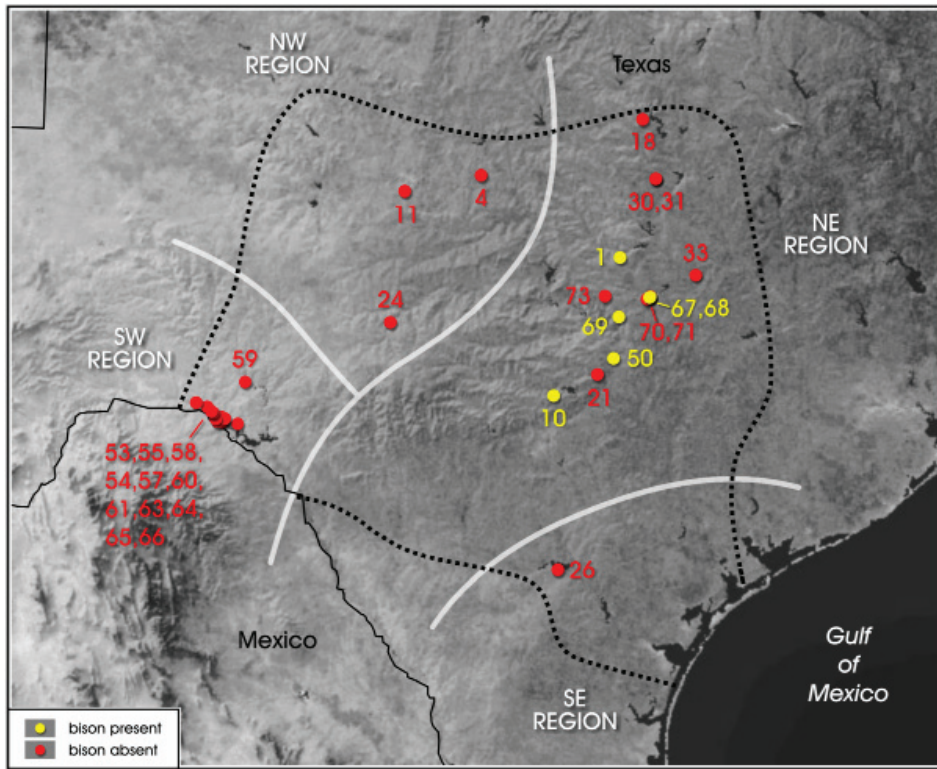 NW
REGION
Texas
18
4
11
30,31
NE
REGION
1
33
73
67,68
24
69
70,71
SW
REGION
50
59
21
10
53,55,58,
54,57,60,
61,63,64,
65,66
26
Mexico
Gulf
of
Mexico
SE
REGION
bison present
bison absent